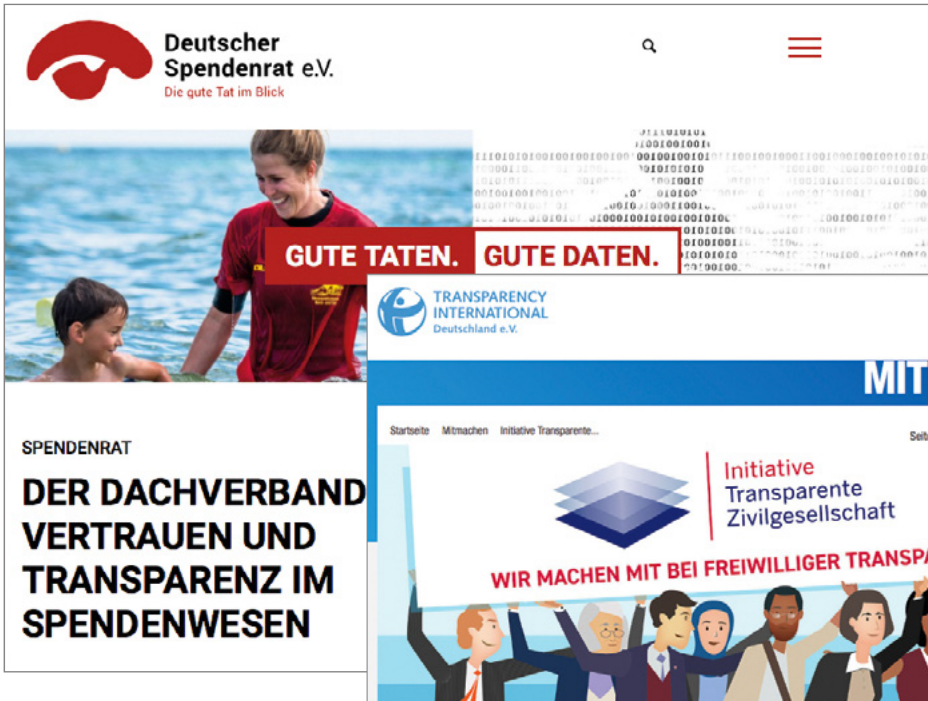 Deutscher
Spendenrat e.V.
Die gute Tat im Blick
GUTE TATEN. GUTE DATEN.
SPENDENRAT
DER DACHVERBAND
VERTRAUEN UND
TRANSPARENZ IM
SPENDENWESEN
TRANSPARENCY
INTERNATIONAL
Deutschland e.V.
MIT
Startseite Mitmachen Initiative Transparente...
Seit
Initiative
Transparente
Zivilgesellschaft
WIR MACHEN MIT BEI FREIWILLIGER TRANSPA